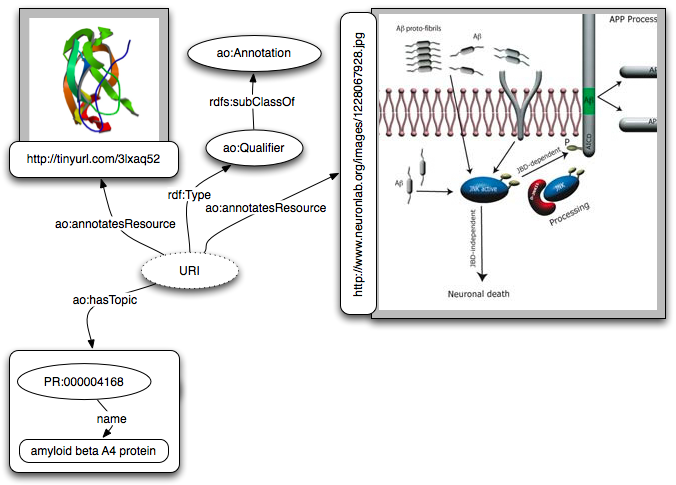 ao:Annotation
rdfs:subClassOf
ao:Qualifier
http://tinyurl.com/3lxaq52
rdf:Type
ao:annotatesResource
ao:annotatesResource
URI
ao:hasTopic
PR:000004168
name
amyloid beta A4 protein
http://www.neuronlab.org/images/1228067928.jpg
APP Process
Aβ proto-fibrils
Aβ
Aβ
AICD
P
JBD-dependent
Aβ
JNK active
JNK
Processing
JBD-independent
Neuronal death